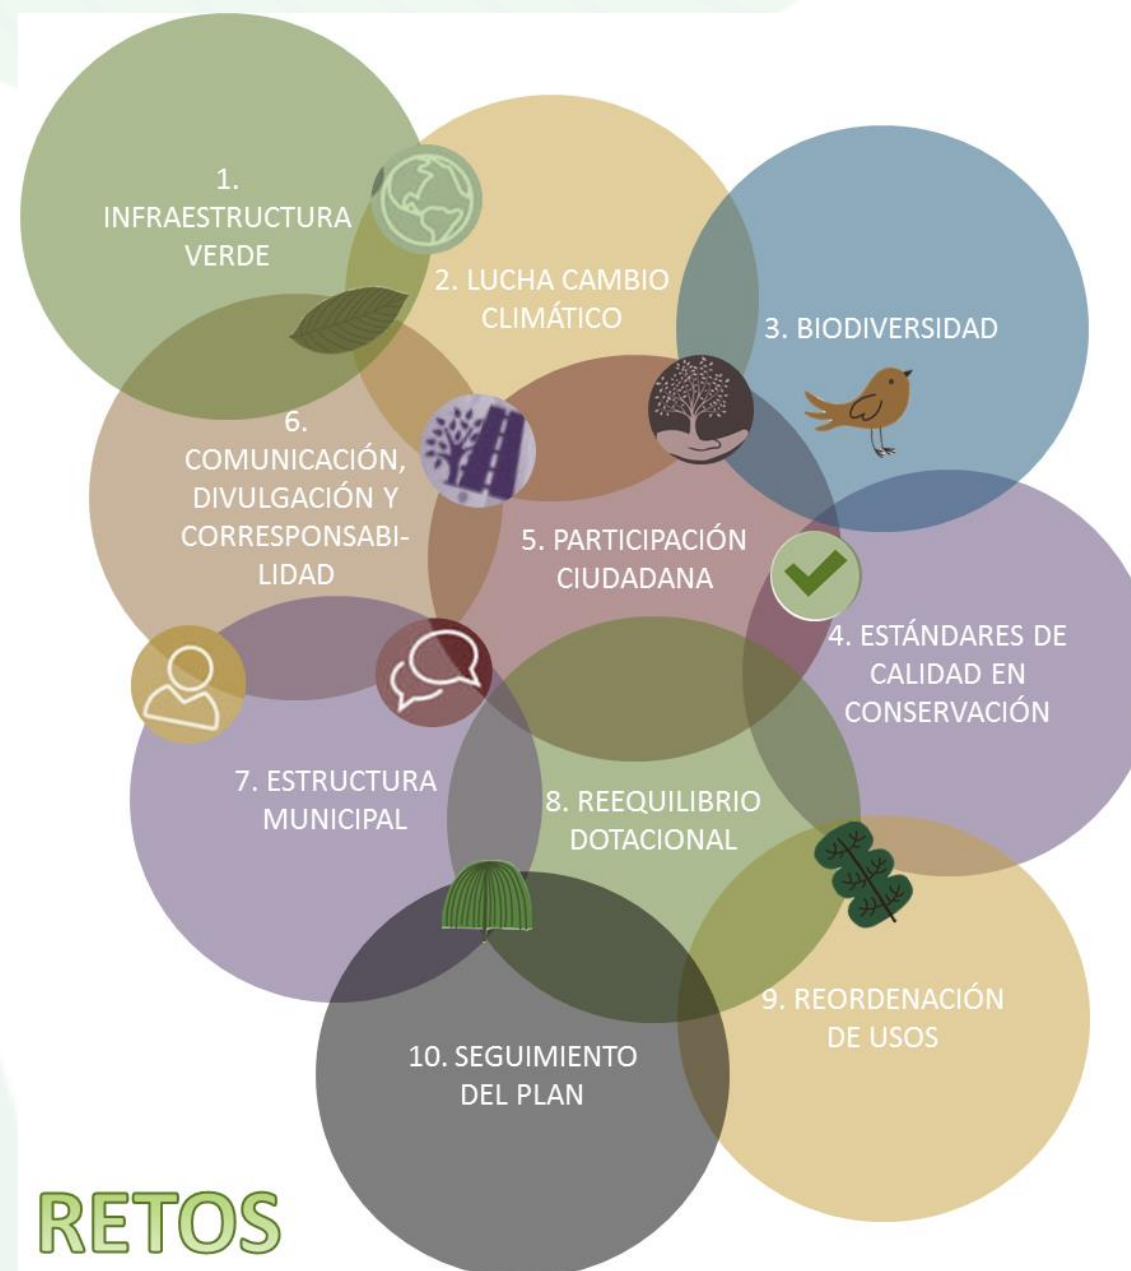 1.
INFRAESTRUCTURA
VERDE
2. LUCHA CAMBIO
CLIMÁTICO
3. BIODIVERSIDAD
6.
COMUNICACIÓN,
DIVULGACIÓN Y
CORRESPONSABI-
LIDAD
5. PARTICIPACIÓN
CIUDADANA
4. ESTÁNDARES DE
CALIDAD EN
CONSERVACIÓN
7. ESTRUCTURA
MUNICIPAL
8. REEQUILIBRIO
DOTACIONAL
9. REORDENACIÓN
DE USOS
10. SEGUIMIENTO
DEL PLAN
RETOS